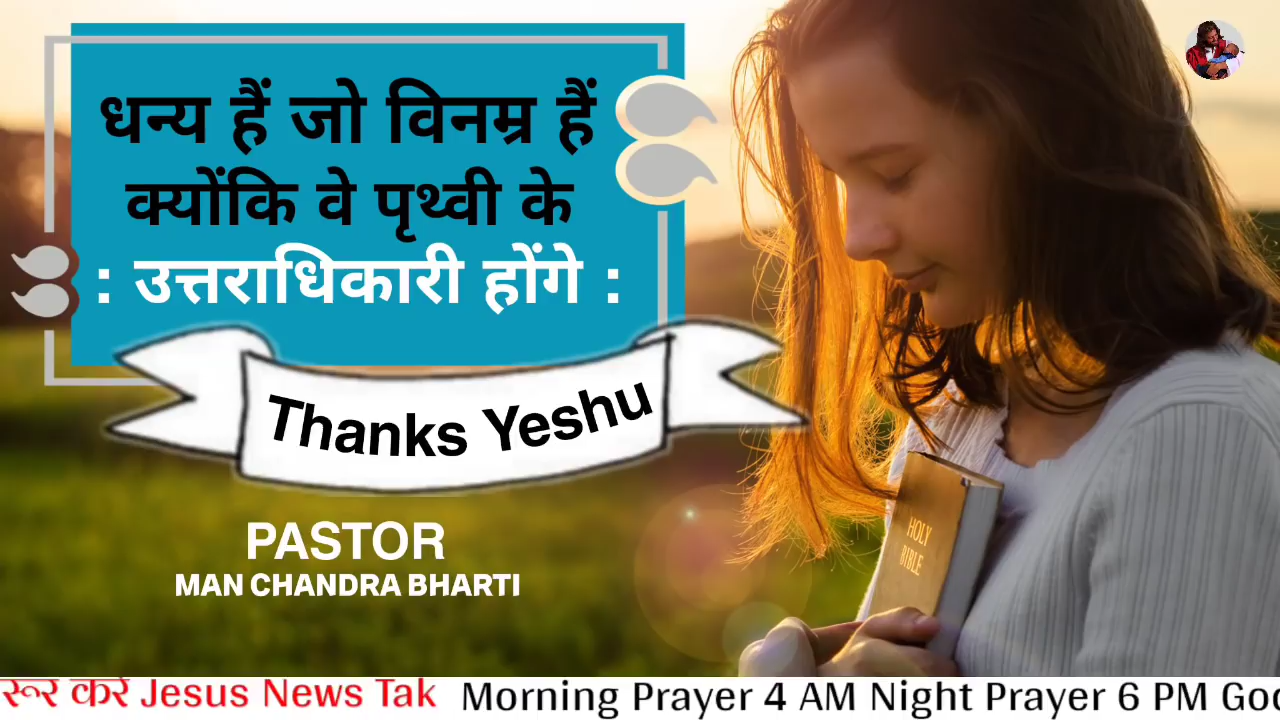 धन्य हैं जो विनम्र हैं
क्योंकि वे पृथ्वी के
: उत्तराधिकारी होंगे :
Thanks Yeshu
PASTOR
MAN CHANDRA BHARTI
HOLY
BIBLE
करें Jesus News Tak Morning Prayer 4 AM Night Prayer 6 PM